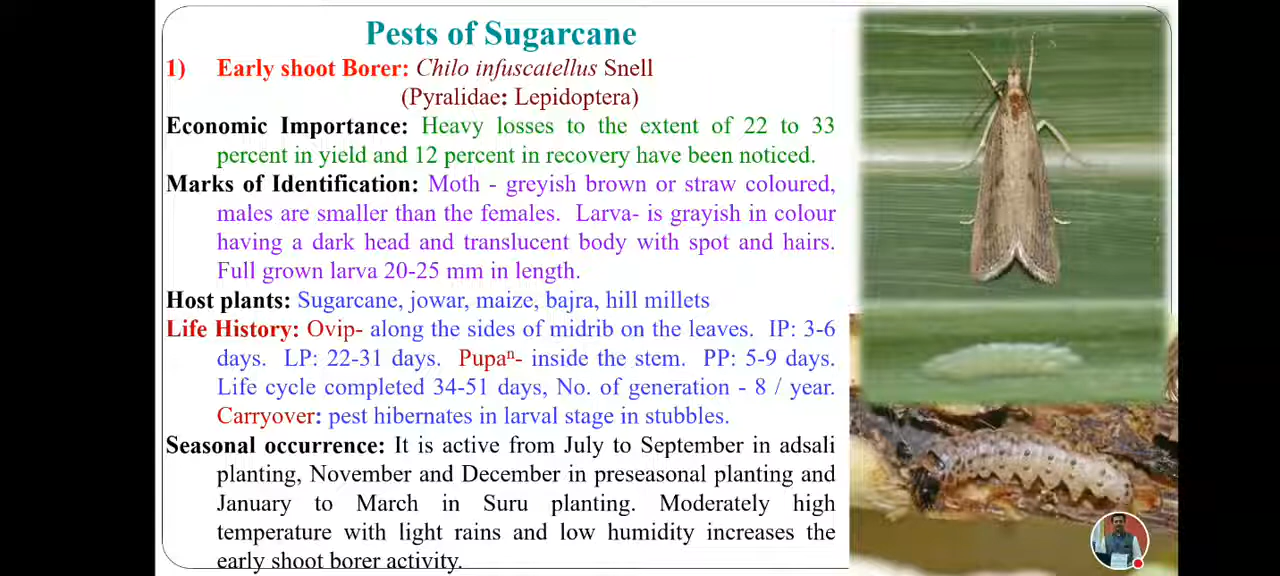 Pests of Sugarcane
1) Early shoot Borer: Chilo infuscatellus Snell
(Pyralidae: Lepidoptera)
Economic Importance: Heavy losses to the extent of 22 to 33
percent in yield and 12 percent in recovery have been noticed.
Marks of Identification: Moth - greyish brown or straw coloured,
males are smaller than the females. Larva- is grayish in colour
having a dark head and translucent body with spot and hairs.
Full grown larva 20-25 mm in length.
Host plants: Sugarcane, jowar, maize, bajra, hill millets
Life History: Ovip- along the sides of midrib on the leaves. IP: 3-6
days. LP: 22-31 days. Pupaⁿ- inside the stem. PP: 5-9 days.
Life cycle completed 34-51 days, No. of generation - 8 / year.
Carryover: pest hibernates in larval stage in stubbles.
Seasonal occurrence: It is active from July to September in adsali
planting, November and December in preseasonal planting and
January to March in Suru planting. Moderately high
temperature with light rains and low humidity increases the
early shoot borer activity.